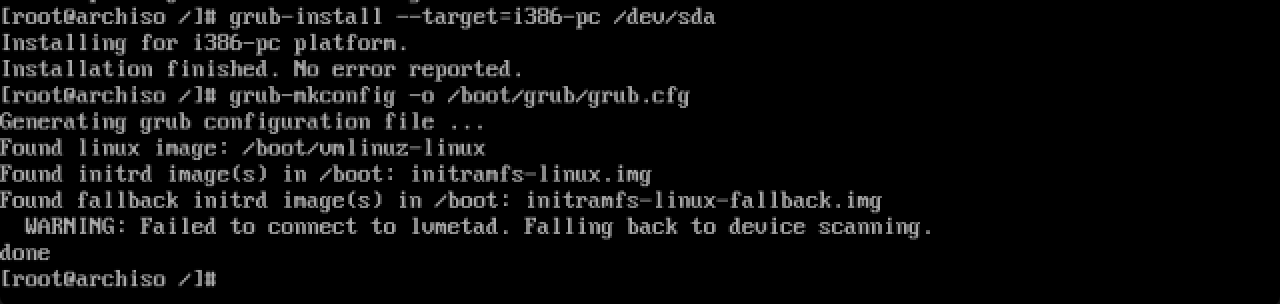 [root@archiso /]# grub-install --target=i386-pc /dev/sda
Installing for i386-pc platform.
Installation finished. No error reported.
[root@archiso /]# grub-mkconfig -o /boot/grub/grub.cfg
Generating grub configuration file ...
Found linux image: /boot/vmlinuz-linux
Found initrd image(s) in /boot: initramfs-linux.img
Found fallback initrd image(s) in /boot: initramfs-linux-fallback.img
  WARNING: Failed to connect to lvmetad. Falling back to device scanning.
done
[root@archiso /]#